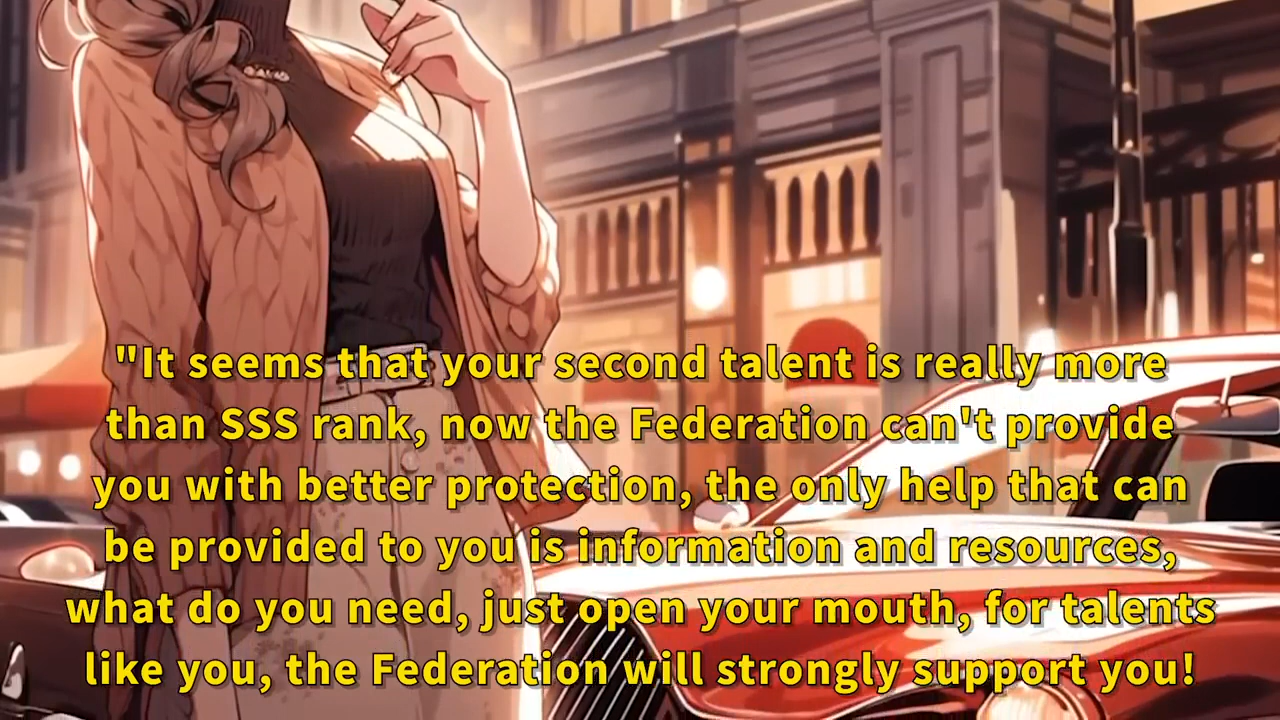 "It seems that your second talent is really more
than SSS rank, now the Federation can't provide
you with better protection, the only help that can
be provided to you is information and resources,
what do you need, just open your mouth, for talents
like you, the Federation will strongly support you!